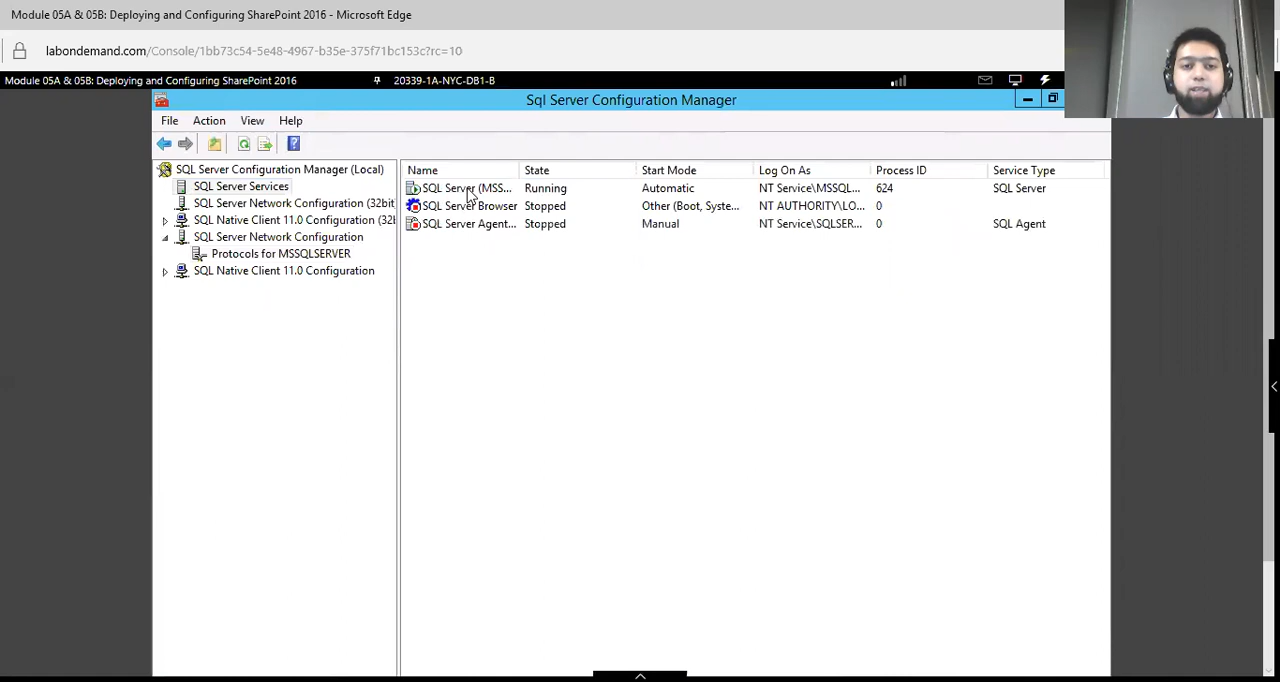 Module 05A & 05B: Deploying and Configuring SharePoint 2016 - Microsoft Edge
labondemand.com/Console/1bb73c54-5e48-4967-b35e-375f71bc153c?rc=10
Module 05A & 05B: Deploying and Configuring SharePoint 2016 20339-1A-NYC-DB1-B
Sql Server Configuration Manager
File Action View Help
SQL Server Configuration Manager (Local)
SQL Server Services
SQL Server Network Configuration (32bit
SQL Native Client 11.0 Configuration (32b
SQL Server Network Configuration
Protocols for MSSQLSERVER
SQL Native Client 11.0 Configuration
Name State Start Mode Log On As Process ID Service Type
SQL Server (MSS... Running Automatic NT Service\MSSQL... 624 SQL Server
SQL Server Browser Stopped Other (Boot, Syste... NT AUTHORITY\LO... 0
SQL Server Agent... Stopped Manual NT Service\SQLSER... 0 SQL Agent